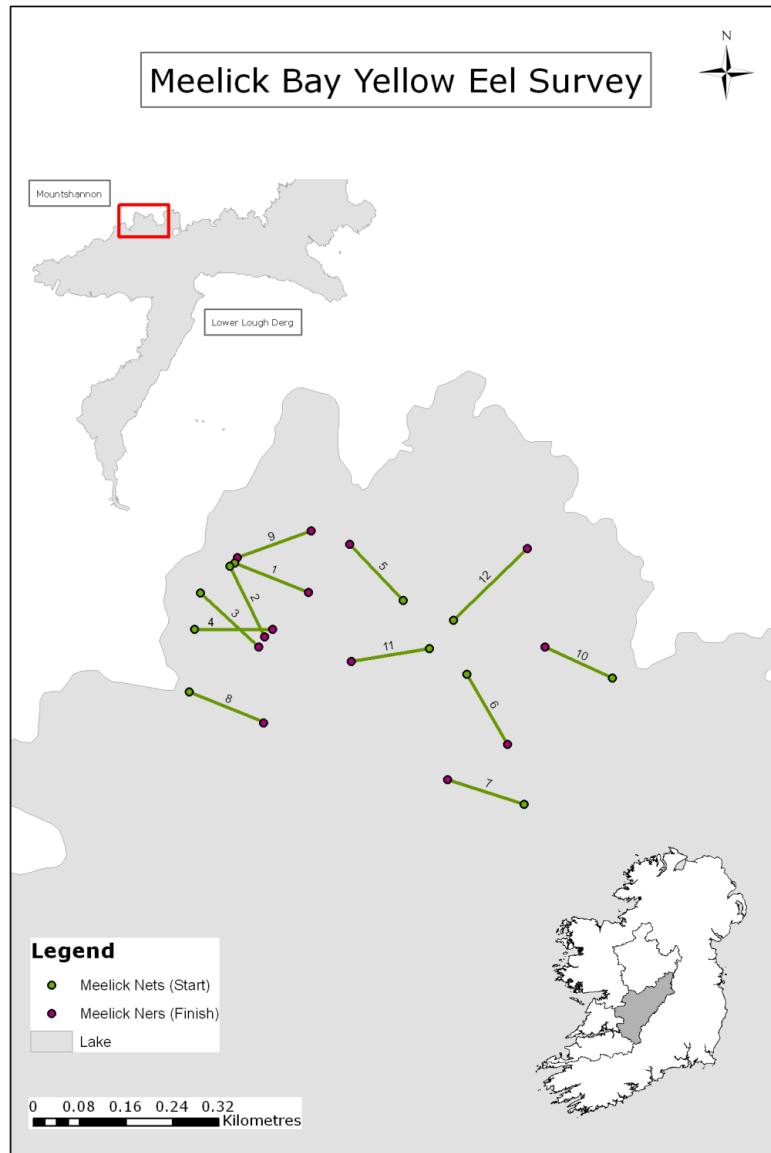 N
Meelick Bay Yellow Eel Survey
Mountshannon
Lower Lough Derg
9
1
2
3
4
5
12
11
10
8
6
7
Legend
Meelick Nets (Start)
Meelick Ners (Finish)
Lake
0 0.08 0.16 0.24 0.32
Kilometres